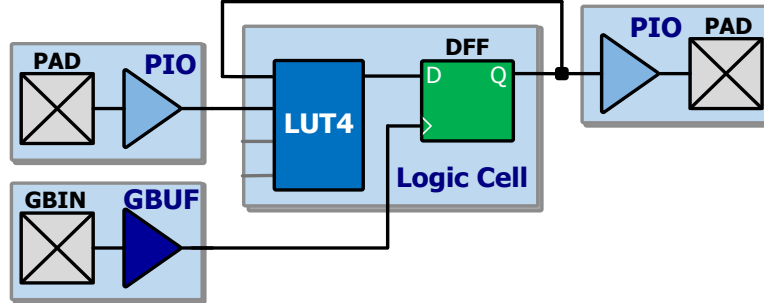 PAD
PIO
DFF
PIO
PAD
D
Q
LUT4
Logic Cell
GBIN
GBUF